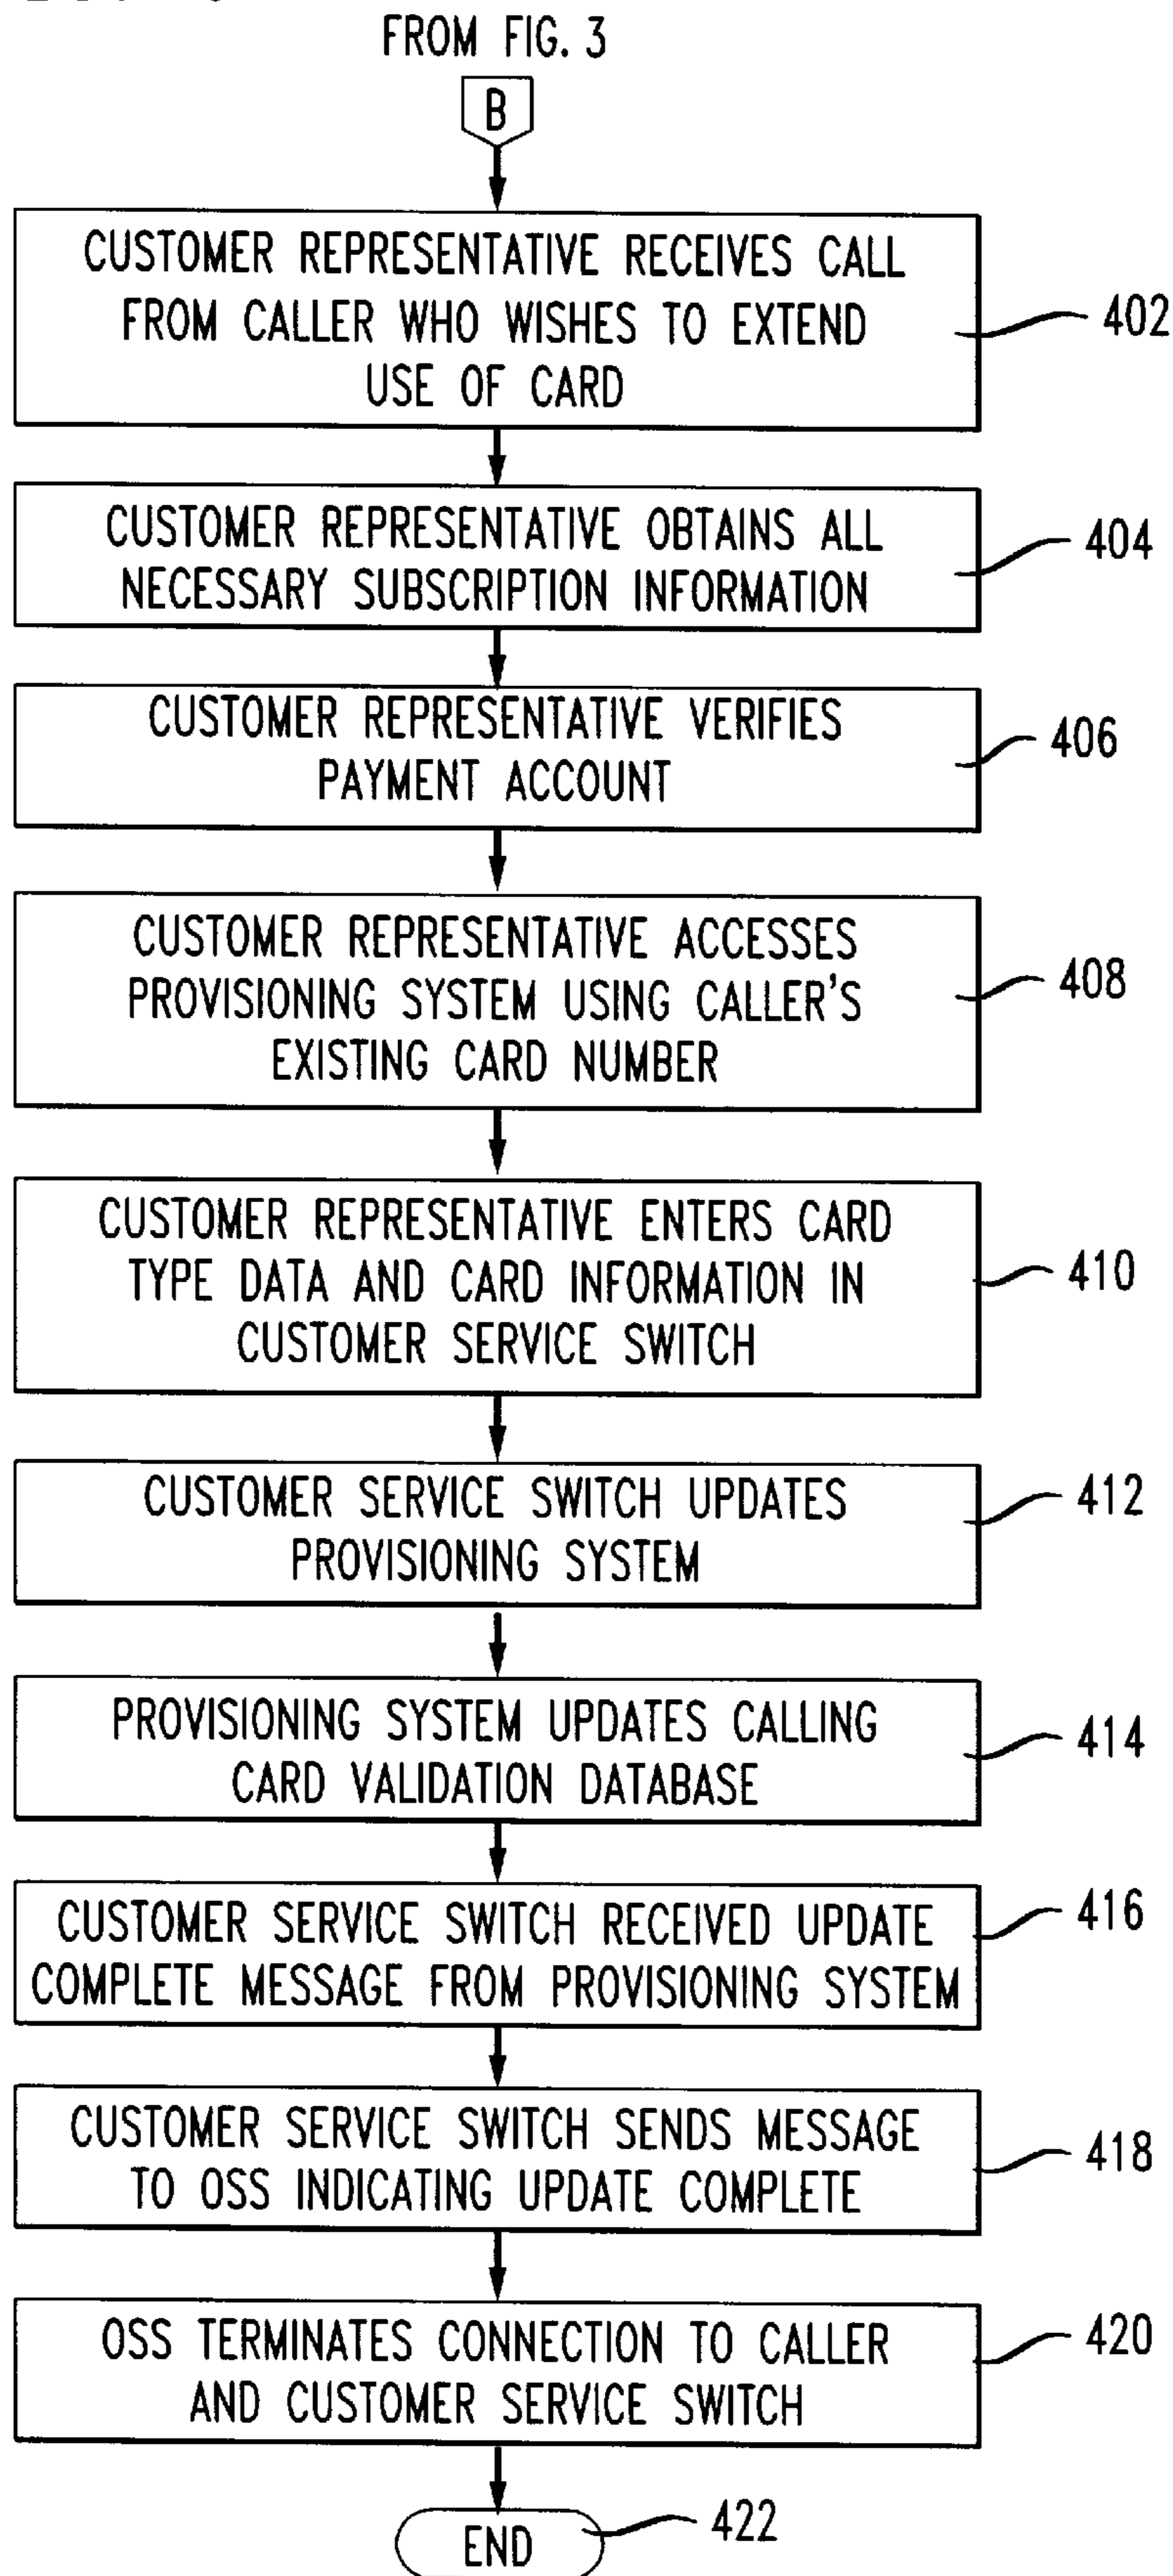 FROM FIG. 3
B
CUSTOMER REPRESENTATIVE RECEIVES CALL
FROM CALLER WHO WISHES TO EXTEND
USE OF CARD
402
CUSTOMER REPRESENTATIVE OBTAINS ALL
NECESSARY SUBSCRIPTION INFORMATION
404
CUSTOMER REPRESENTATIVE VERIFIES
PAYMENT ACCOUNT
406
CUSTOMER REPRESENTATIVE ACCESSES
PROVISIONING SYSTEM USING CALLER'S
EXISTING CARD NUMBER
408
CUSTOMER REPRESENTATIVE ENTERS CARD
TYPE DATA AND CARD INFORMATION IN
CUSTOMER SERVICE SWITCH
410
CUSTOMER SERVICE SWITCH UPDATES
PROVISIONING SYSTEM
412
PROVISIONING SYSTEM UPDATES CALLING
CARD VALIDATION DATABASE
414
CUSTOMER SERVICE SWITCH RECEIVED UPDATE
COMPLETE MESSAGE FROM PROVISIONING SYSTEM
416
CUSTOMER SERVICE SWITCH SENDS MESSAGE
TO OSS INDICATING UPDATE COMPLETE
418
OSS TERMINATES CONNECTION TO CALLER
AND CUSTOMER SERVICE SWITCH
420
END
422